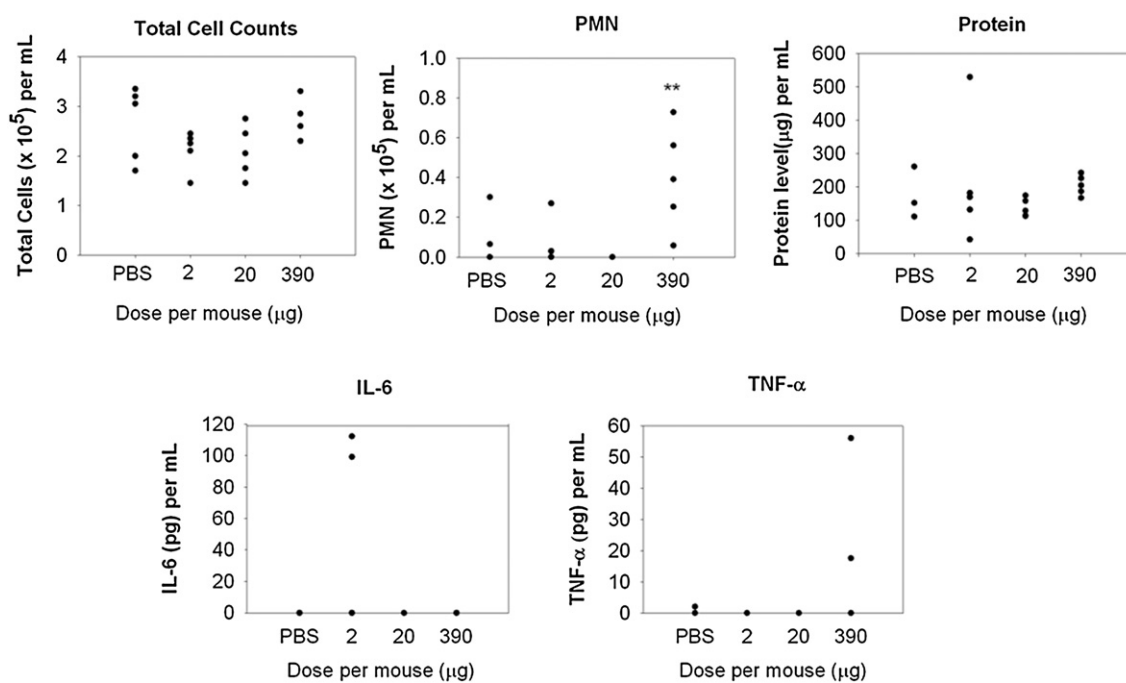 Total Cell Counts
Total Cells (x 10⁵) per mL
4
3
2
1
0
PBS 2 20 390
Dose per mouse (μg)
PMN
PMN (x 10⁵) per mL
1.0
0.8
0.6
0.4
0.2
0.0
**
PBS 2 20 390
Dose per mouse (μg)
Protein
Protein level(μg) per mL
600
500
400
300
200
100
0
PBS 2 20 390
Dose per mouse (μg)
IL-6
IL-6 (pg) per mL
120
100
80
60
40
20
0
PBS 2 20 390
Dose per mouse (μg)
TNF-α
TNF-α (pg) per mL
60
50
40
30
20
10
0
PBS 2 20 390
Dose per mouse (μg)